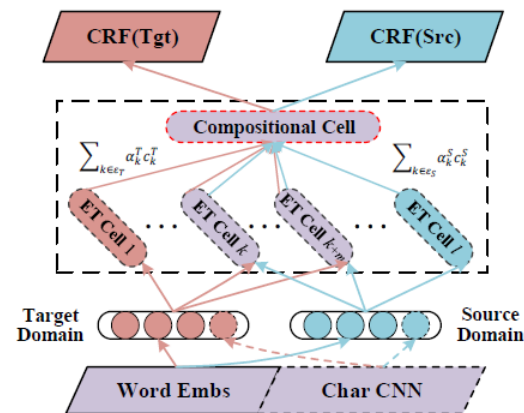 CRF(Tgt)
CRF(Src)
Compositional Cell
∑k∈εT αkT ckT
∑k∈εS αkS ckS
ET Cell 1
...
ET Cell k
...
ET Cell k+m
...
ET Cell l
Target
Domain
Source
Domain
Word Embs
Char CNN